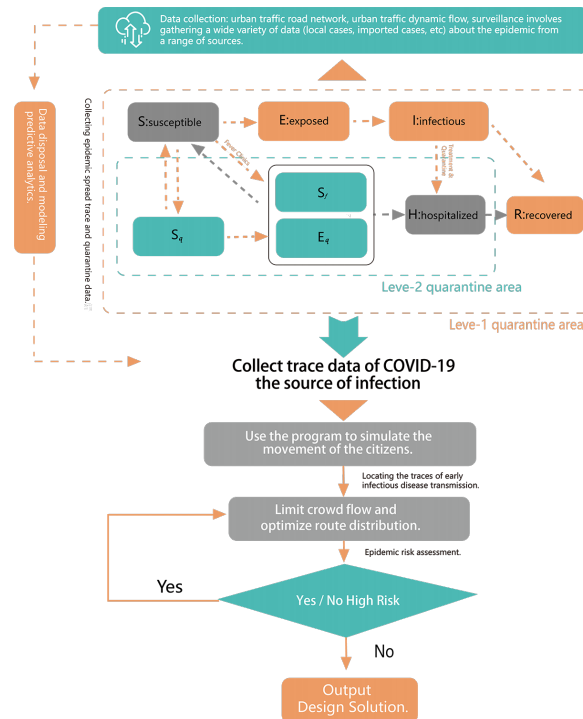 Data collection: urban traffic road network, urban traffic dynamic flow, surveillance involves
gathering a wide variety of data (local cases, imported cases, etc) about the epidemic from
a range of sources.
Data disposal and modeling
predictive analytics.
Collecting epidemic spread trace and quarantine data.
S:susceptible
E:exposed
I:infectious
Fever Clinics
Treatment &
Quarantine
Sf
Sq
Eq
H:hospitalized
R:recovered
Leve-2 quarantine area
Leve-1 quarantine area
Collect trace data of COVID-19
the source of infection
Use the program to simulate the
movement of the citizens.
Locating the traces of early
infectious disease transmission.
Limit crowd flow and
optimize route distribution.
Epidemic risk assessment.
Yes
Yes / No High Risk
No
Output
Design Solution.